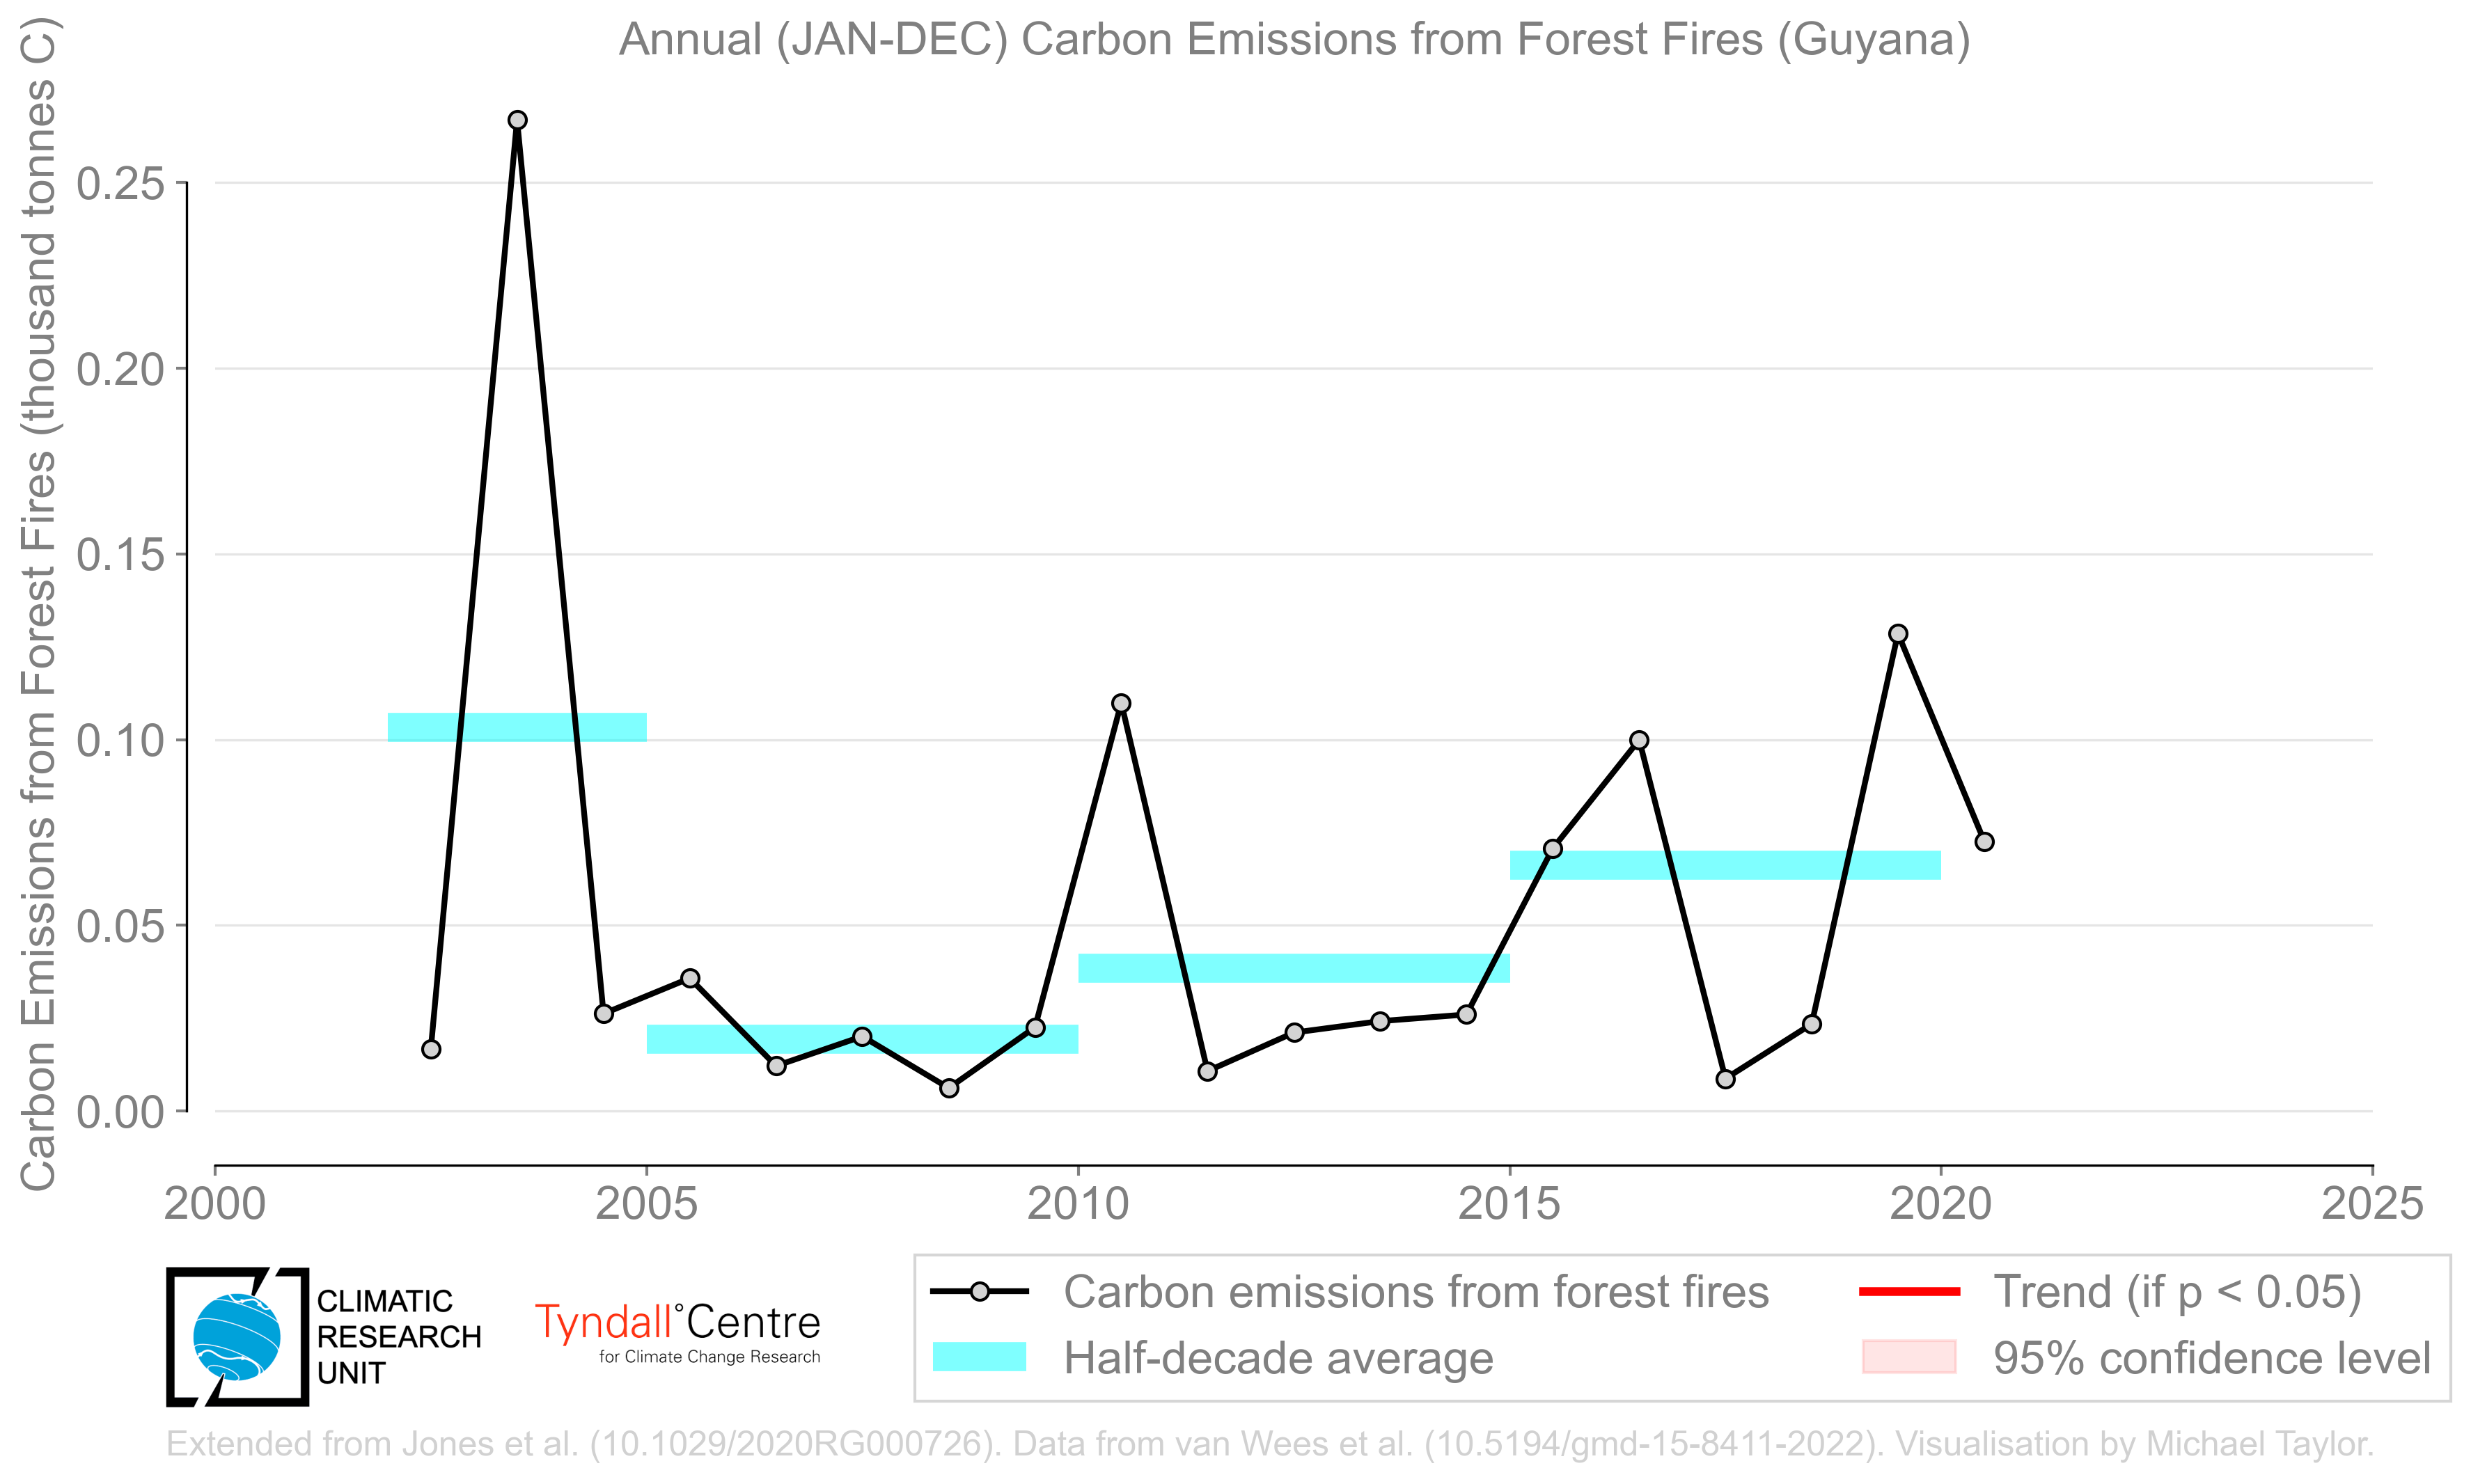 Annual (JAN-DEC) Carbon Emissions from Forest Fires (Guyana)
Carbon Emissions from Forest Fires (thousand tonnes C)
0.25
0.20
0.15
0.10
0.05
0.00
2000 2005 2010 2015 2020 2025
CLIMATIC
RESEARCH
UNIT
Tyndall°Centre
for Climate Change Research
Carbon emissions from forest fires
Half-decade average
Trend (if p < 0.05)
95% confidence level
Extended from Jones et al. (10.1029/2020RG000726). Data from van Wees et al. (10.5194/gmd-15-8411-2022). Visualisation by Michael Taylor.